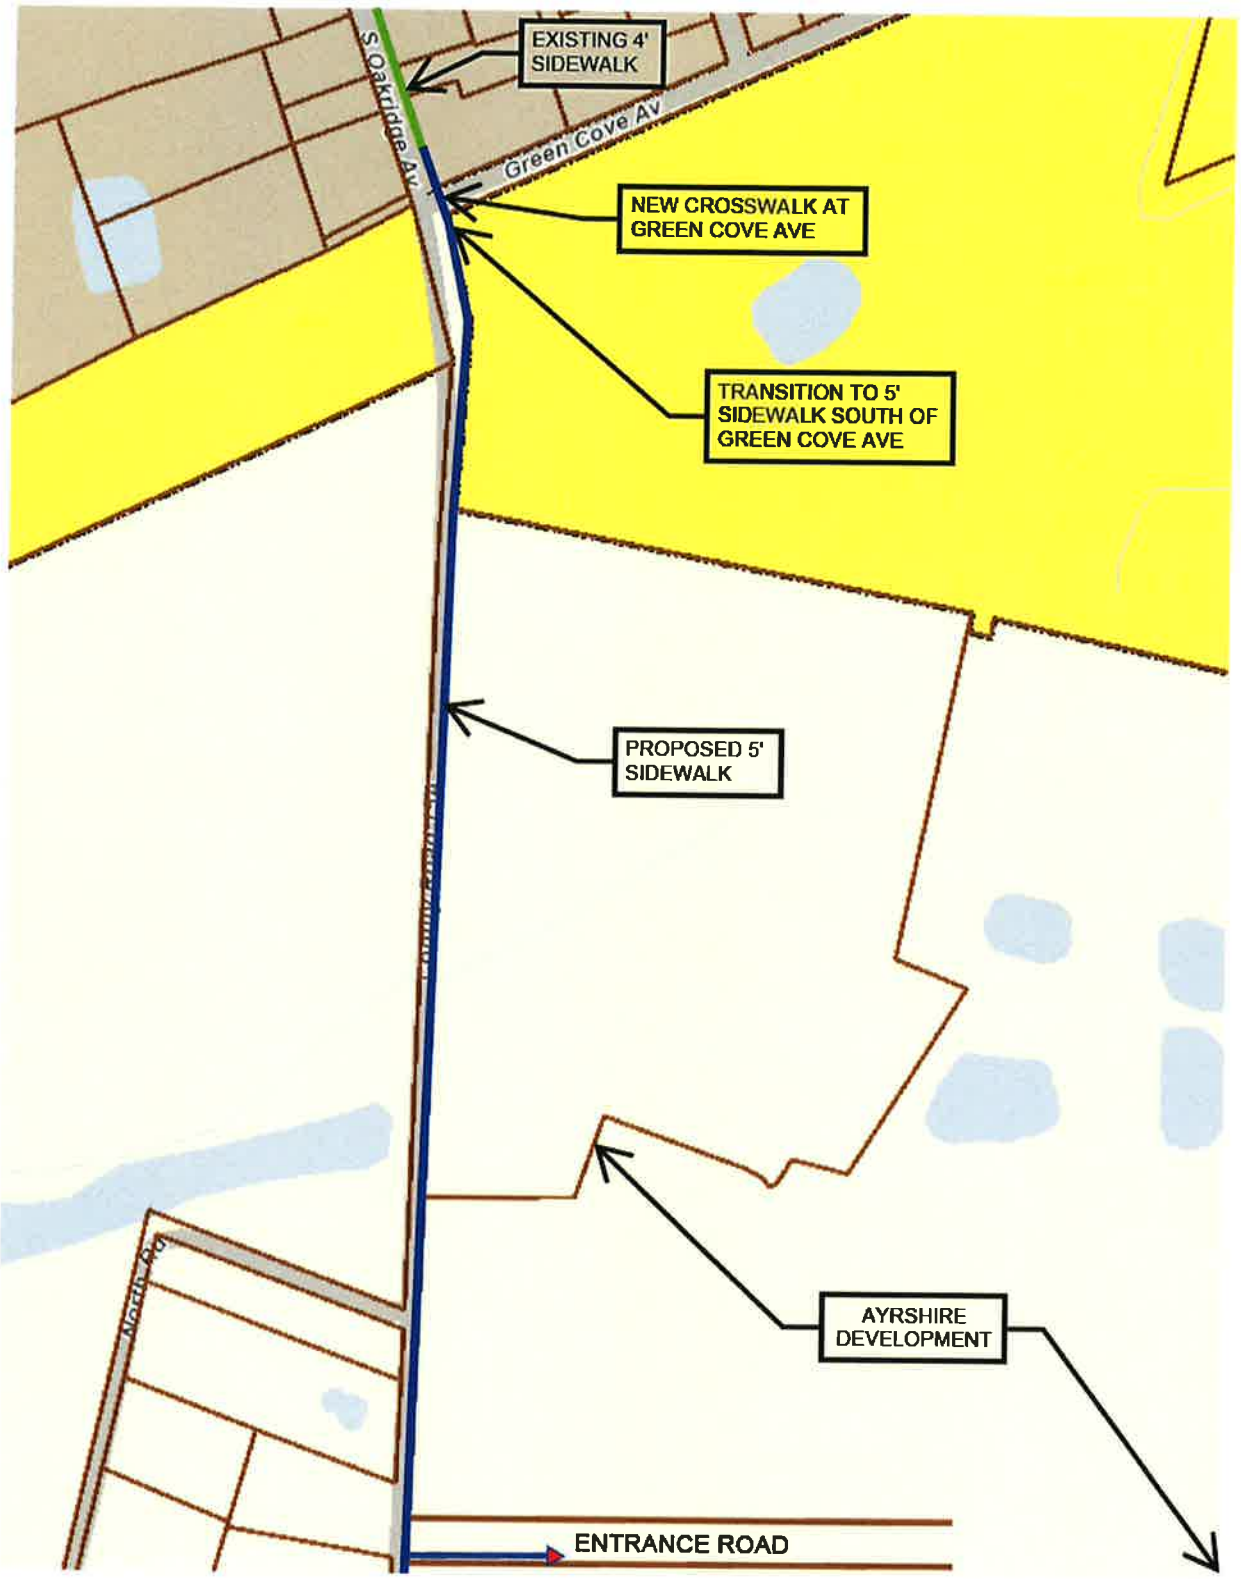 EXISTING 4'
SIDEWALK
S Oakridge Av
Green Cove Av
NEW CROSSWALK AT
GREEN COVE AVE
TRANSITION TO 5'
SIDEWALK SOUTH OF
GREEN COVE AVE
PROPOSED 5'
SIDEWALK
North Rd
AYRSHIRE
DEVELOPMENT
ENTRANCE ROAD